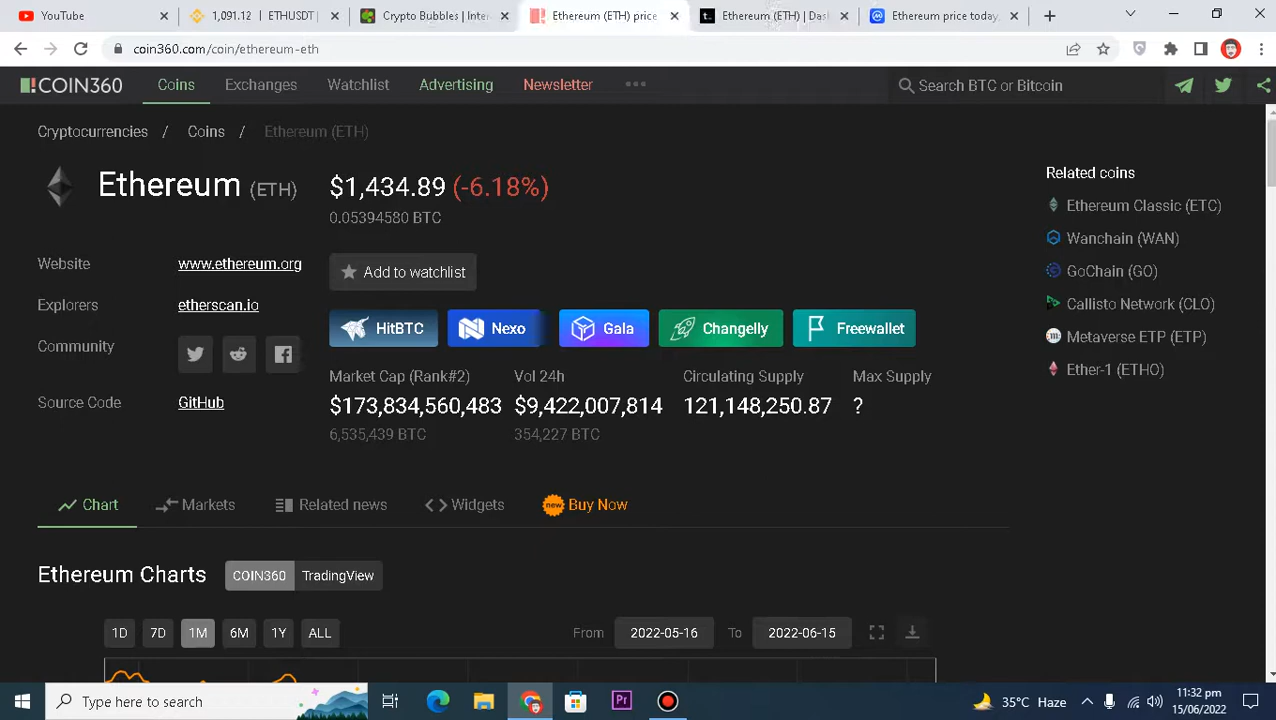 YouTube
1,091.12 | ETHUSDT |
Crypto Bubbles | Inter
Ethereum (ETH) price
Ethereum (ETH) | Dash
Ethereum price today,
coin360.com/coin/ethereum-eth
COIN360 Coins Exchanges Watchlist Advertising Newsletter Search BTC or Bitcoin
Cryptocurrencies / Coins / Ethereum (ETH)
Ethereum (ETH) $1,434.89 (-6.18%)
0.05394580 BTC
Website www.ethereum.org
Add to watchlist
Explorers etherscan.io
HitBTC Nexo Gala Changelly Freewallet
Community
Market Cap (Rank#2) Vol 24h Circulating Supply Max Supply
Source Code GitHub
$173,834,560,483 $9,422,007,814 121,148,250.87 ?
6,535,439 BTC 354,227 BTC
Related coins
Ethereum Classic (ETC)
Wanchain (WAN)
GoChain (GO)
Callisto Network (CLO)
Metaverse ETP (ETP)
Ether-1 (ETHO)
Chart Markets Related news Widgets new Buy Now
Ethereum Charts COIN360 TradingView
1D 7D 1M 6M 1Y ALL From 2022-05-16 To 2022-06-15
Type here to search
Pr
35°C Haze
11:32 pm
15/06/2022